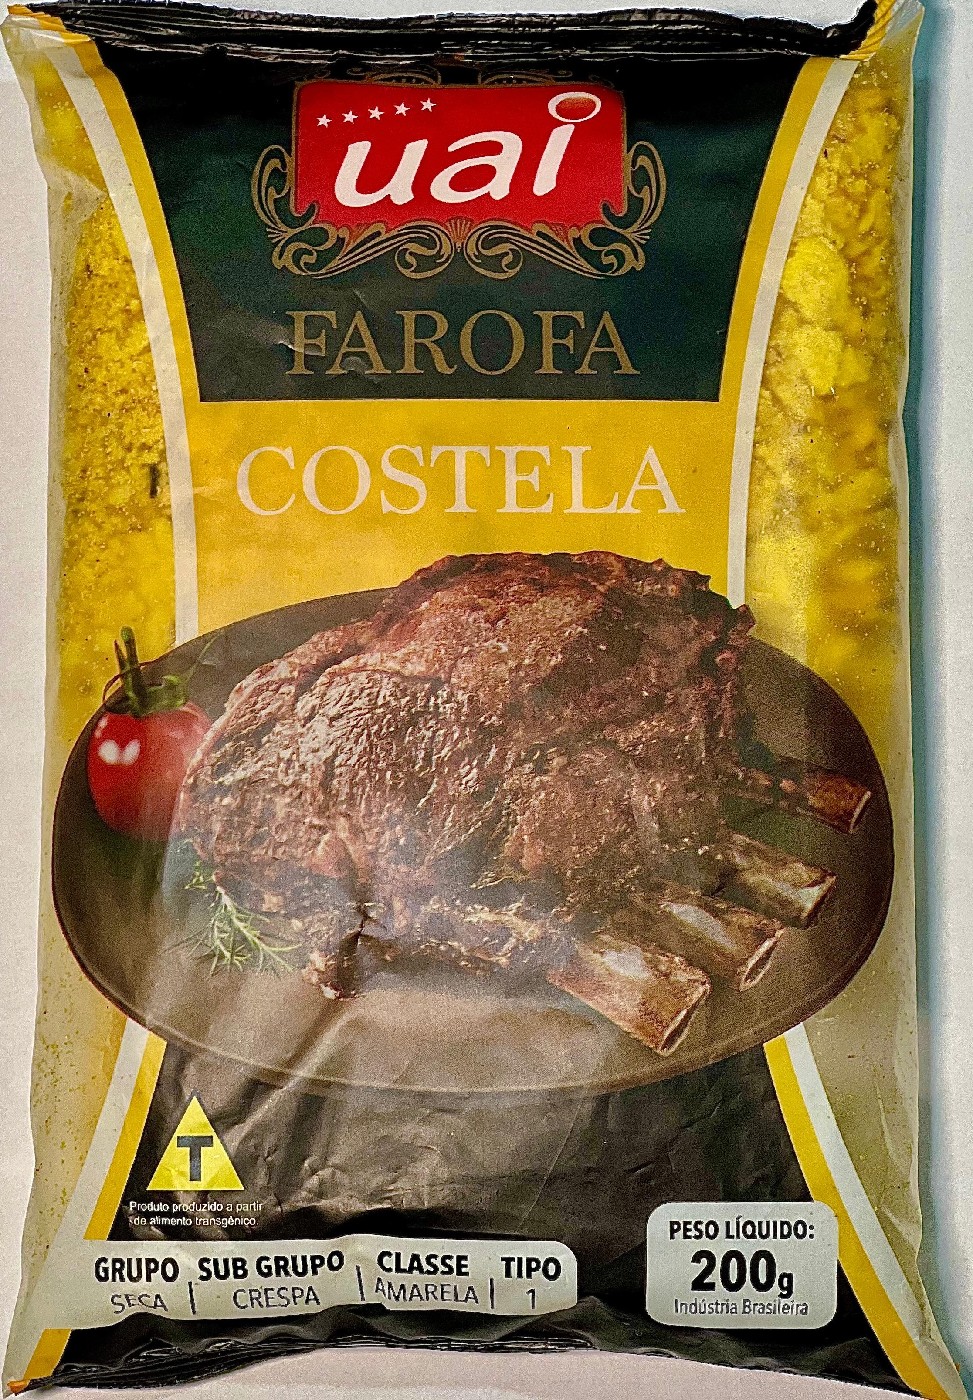 uai
FAROFA
COSTELA
T
Produto produzido a partir
de alimento transgênico.
GRUPO SUB GRUPO CLASSE TIPO
SECA CRESPA AMARELA 1
PESO LÍQUIDO:
200g
Indústria Brasileira